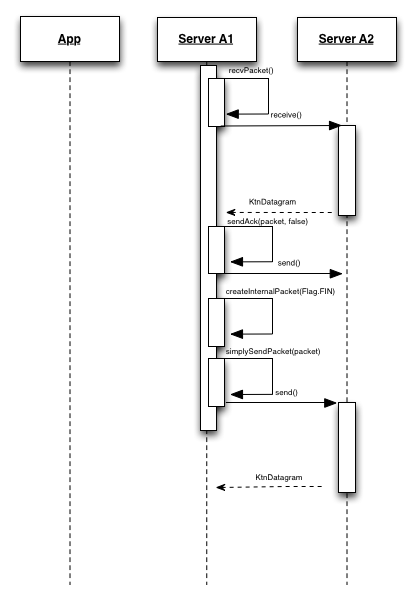 App
Server A1
Server A2
recvPacket()
receive()
KtnDatagram
sendAck(packet, false)
send()
createInternalPacket(Flag.FIN)
simplySendPacket(packet)
send()
KtnDatagram